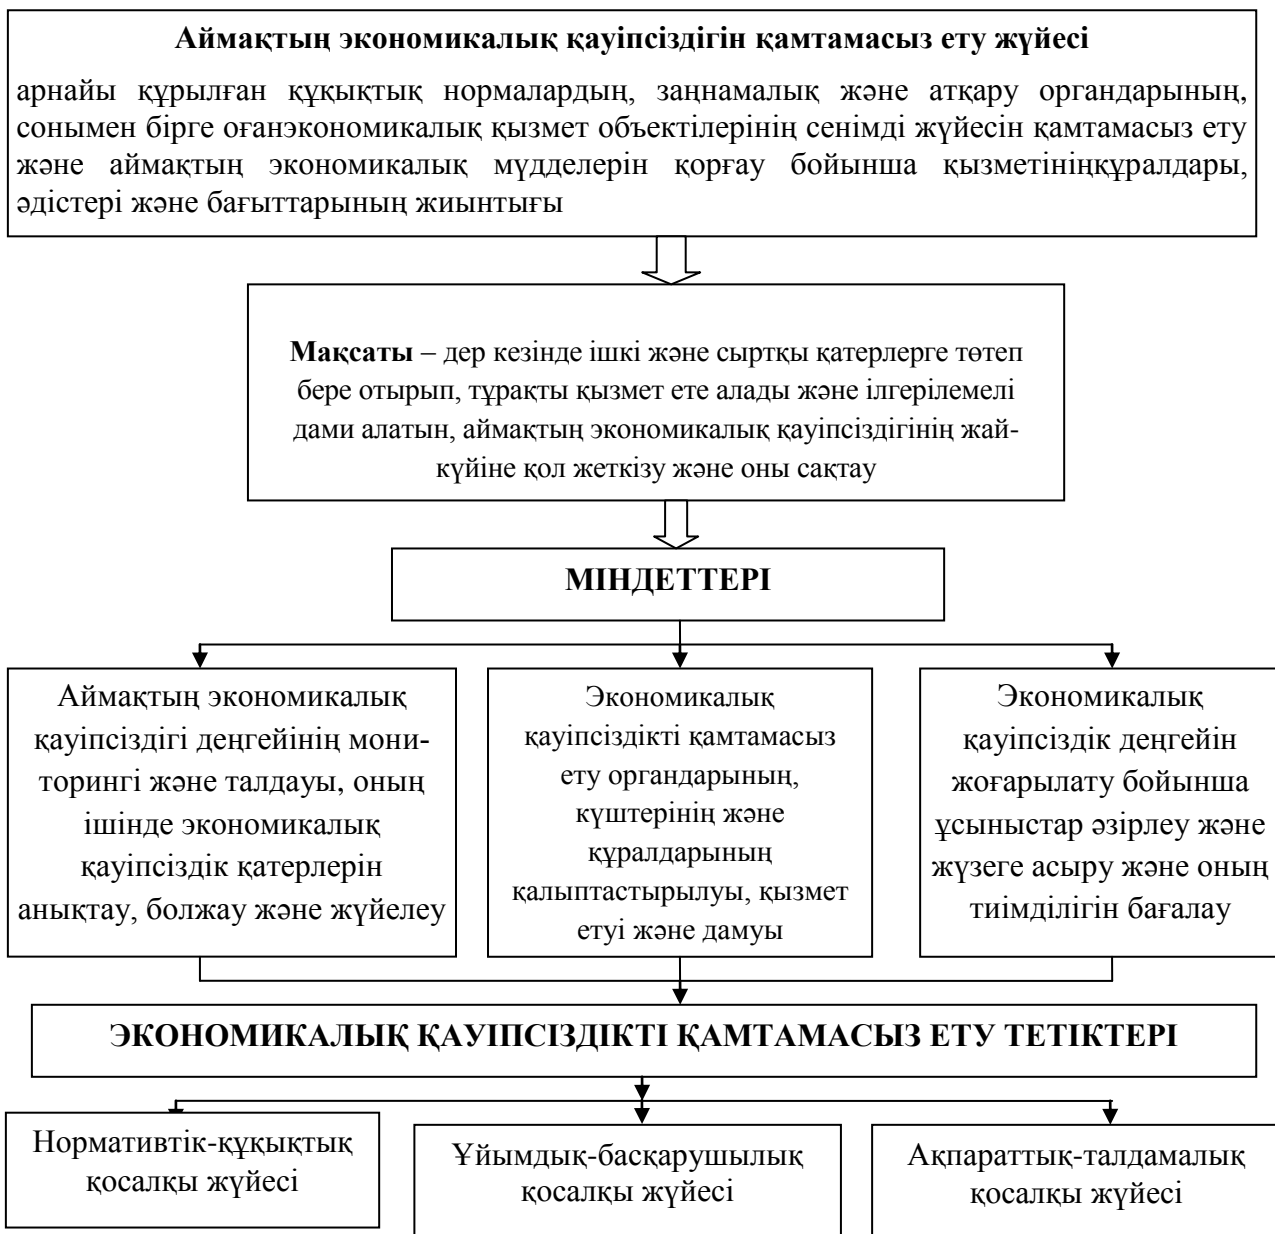 Аймақтың экономикалық қауіпсіздігін қамтамасыз ету жүйесі
арнайы құрылған құқықтық нормалардың, заңнамалық және атқару органдарының,
сонымен бірге оғанэкономикалық қызмет объектілерінің сенімді жүйесін қамтамасыз ету
және аймақтың экономикалық мүдделерін қорғау бойынша қызметініңқұралдары,
әдістері және бағыттарының жиынтығы
Мақсаты – дер кезінде ішкі және сыртқы қатерлерге төтеп
бере отырып, тұрақты қызмет ете алады және ілгерілемелі
дами алатын, аймақтың экономикалық қауіпсіздігінің жай-
күйіне қол жеткізу және оны сақтау
МІНДЕТТЕРІ
Аймақтың экономикалық
қауіпсіздігі деңгейінің мони-
торингі және талдауы, оның
ішінде экономикалық
қауіпсіздік қатерлерін
анықтау, болжау және жүйелеу
Экономикалық
қауіпсіздікті қамтамасыз
ету органдарының,
күштерінің және
құралдарының
қалыптастырылуы, қызмет
етуі және дамуы
Экономикалық
қауіпсіздік деңгейін
жоғарылату бойынша
ұсыныстар әзірлеу және
жүзеге асыру және оның
тиімділігін бағалау
ЭКОНОМИКАЛЫҚ ҚАУІПСІЗДІКТІ ҚАМТАМАСЫЗ ЕТУ ТЕТІКТЕРІ
Нормативтік-құқықтық
қосалқы жүйесі
Ұйымдық-басқарушылық
қосалқы жүйесі
Ақпараттық-талдамалық
қосалқы жүйесі